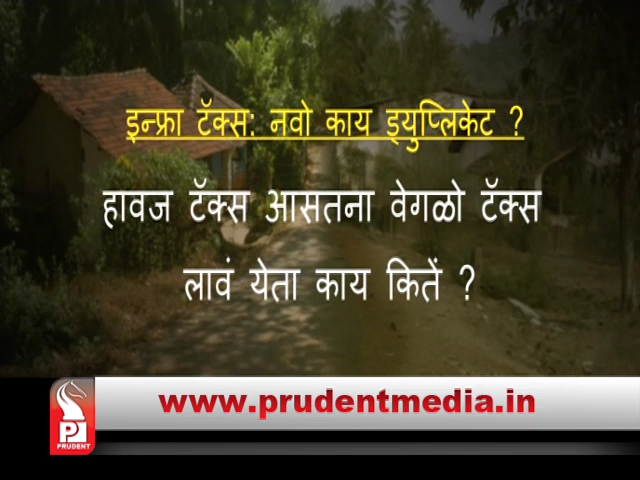 इन्फ्रा टॅक्स: नवो काय ड्युप्लिकेट ?
हावज टॅक्स आसतना वेगळो टॅक्स
लावं येता काय कितें ?
www.prudentmedia.in
P
PRUDENT